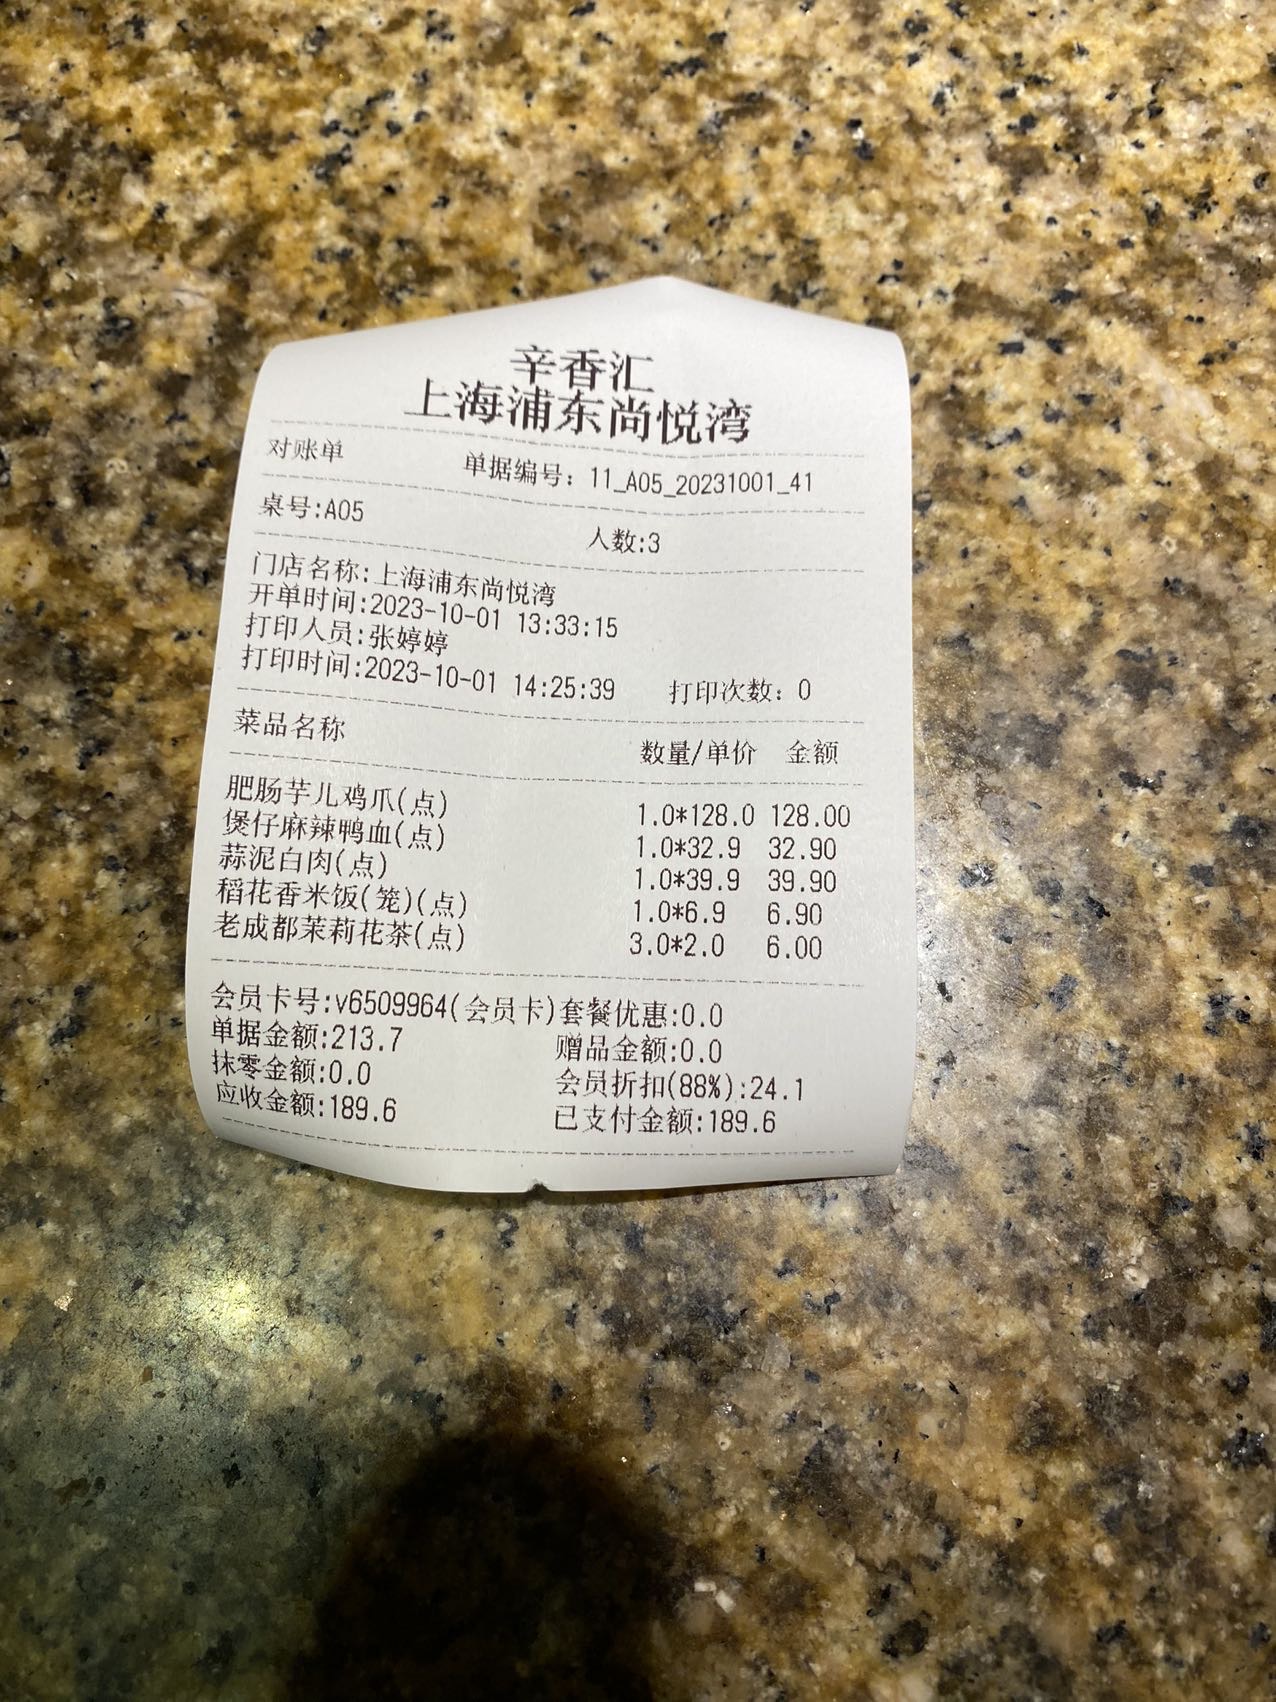 辛香汇
上海浦东尚悦湾
对账单 单据编号：11_A05_20231001_41
桌号:A05 人数:3
门店名称:上海浦东尚悦湾
开单时间:2023-10-01 13:33:15
打印人员:张婷婷
打印时间:2023-10-01 14:25:39 打印次数：0
菜品名称 数量/单价 金额
肥肠芋儿鸡爪(点) 1.0*128.0 128.00
煲仔麻辣鸭血(点) 1.0*32.9 32.90
蒜泥白肉(点) 1.0*39.9 39.90
稻花香米饭(笼)(点) 1.0*6.9 6.90
老成都茉莉花茶(点) 3.0*2.0 6.00
会员卡号:v6509964(会员卡)套餐优惠:0.0
单据金额:213.7 赠品金额:0.0
抹零金额:0.0 会员折扣(88%):24.1
应收金额:189.6 已支付金额:189.6